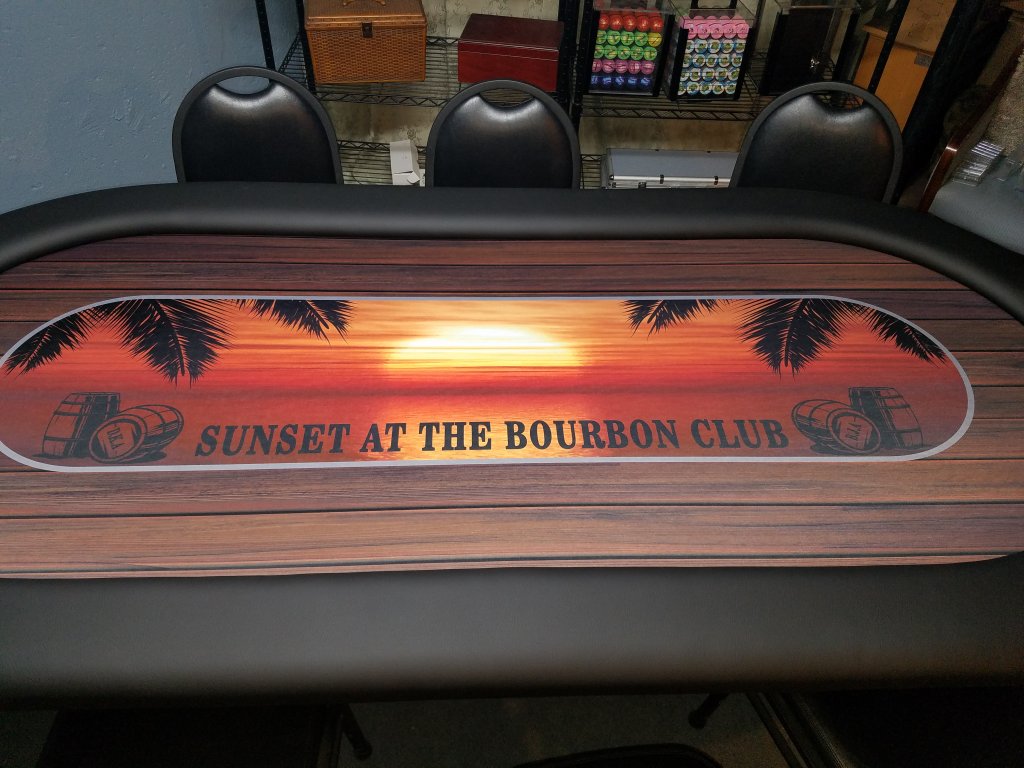 SUNSET AT THE BOURBON CLUB